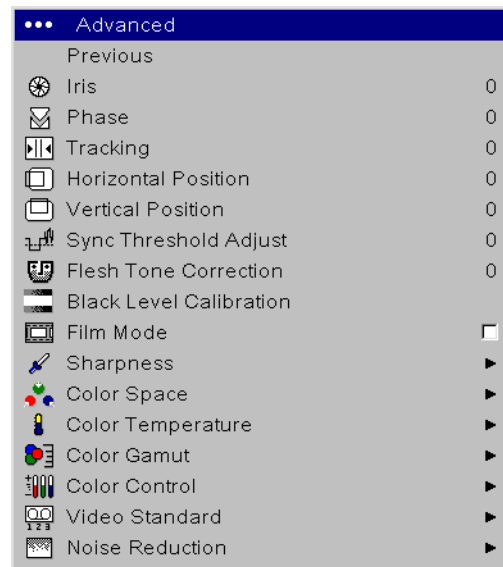 ••• Advanced
Previous
Iris 0
Phase 0
Tracking 0
Horizontal Position 0
Vertical Position 0
Sync Threshold Adjust 0
Flesh Tone Correction 0
Black Level Calibration
Film Mode
Sharpness
Color Space
Color Temperature
Color Gamut
Color Control
Video Standard
Noise Reduction